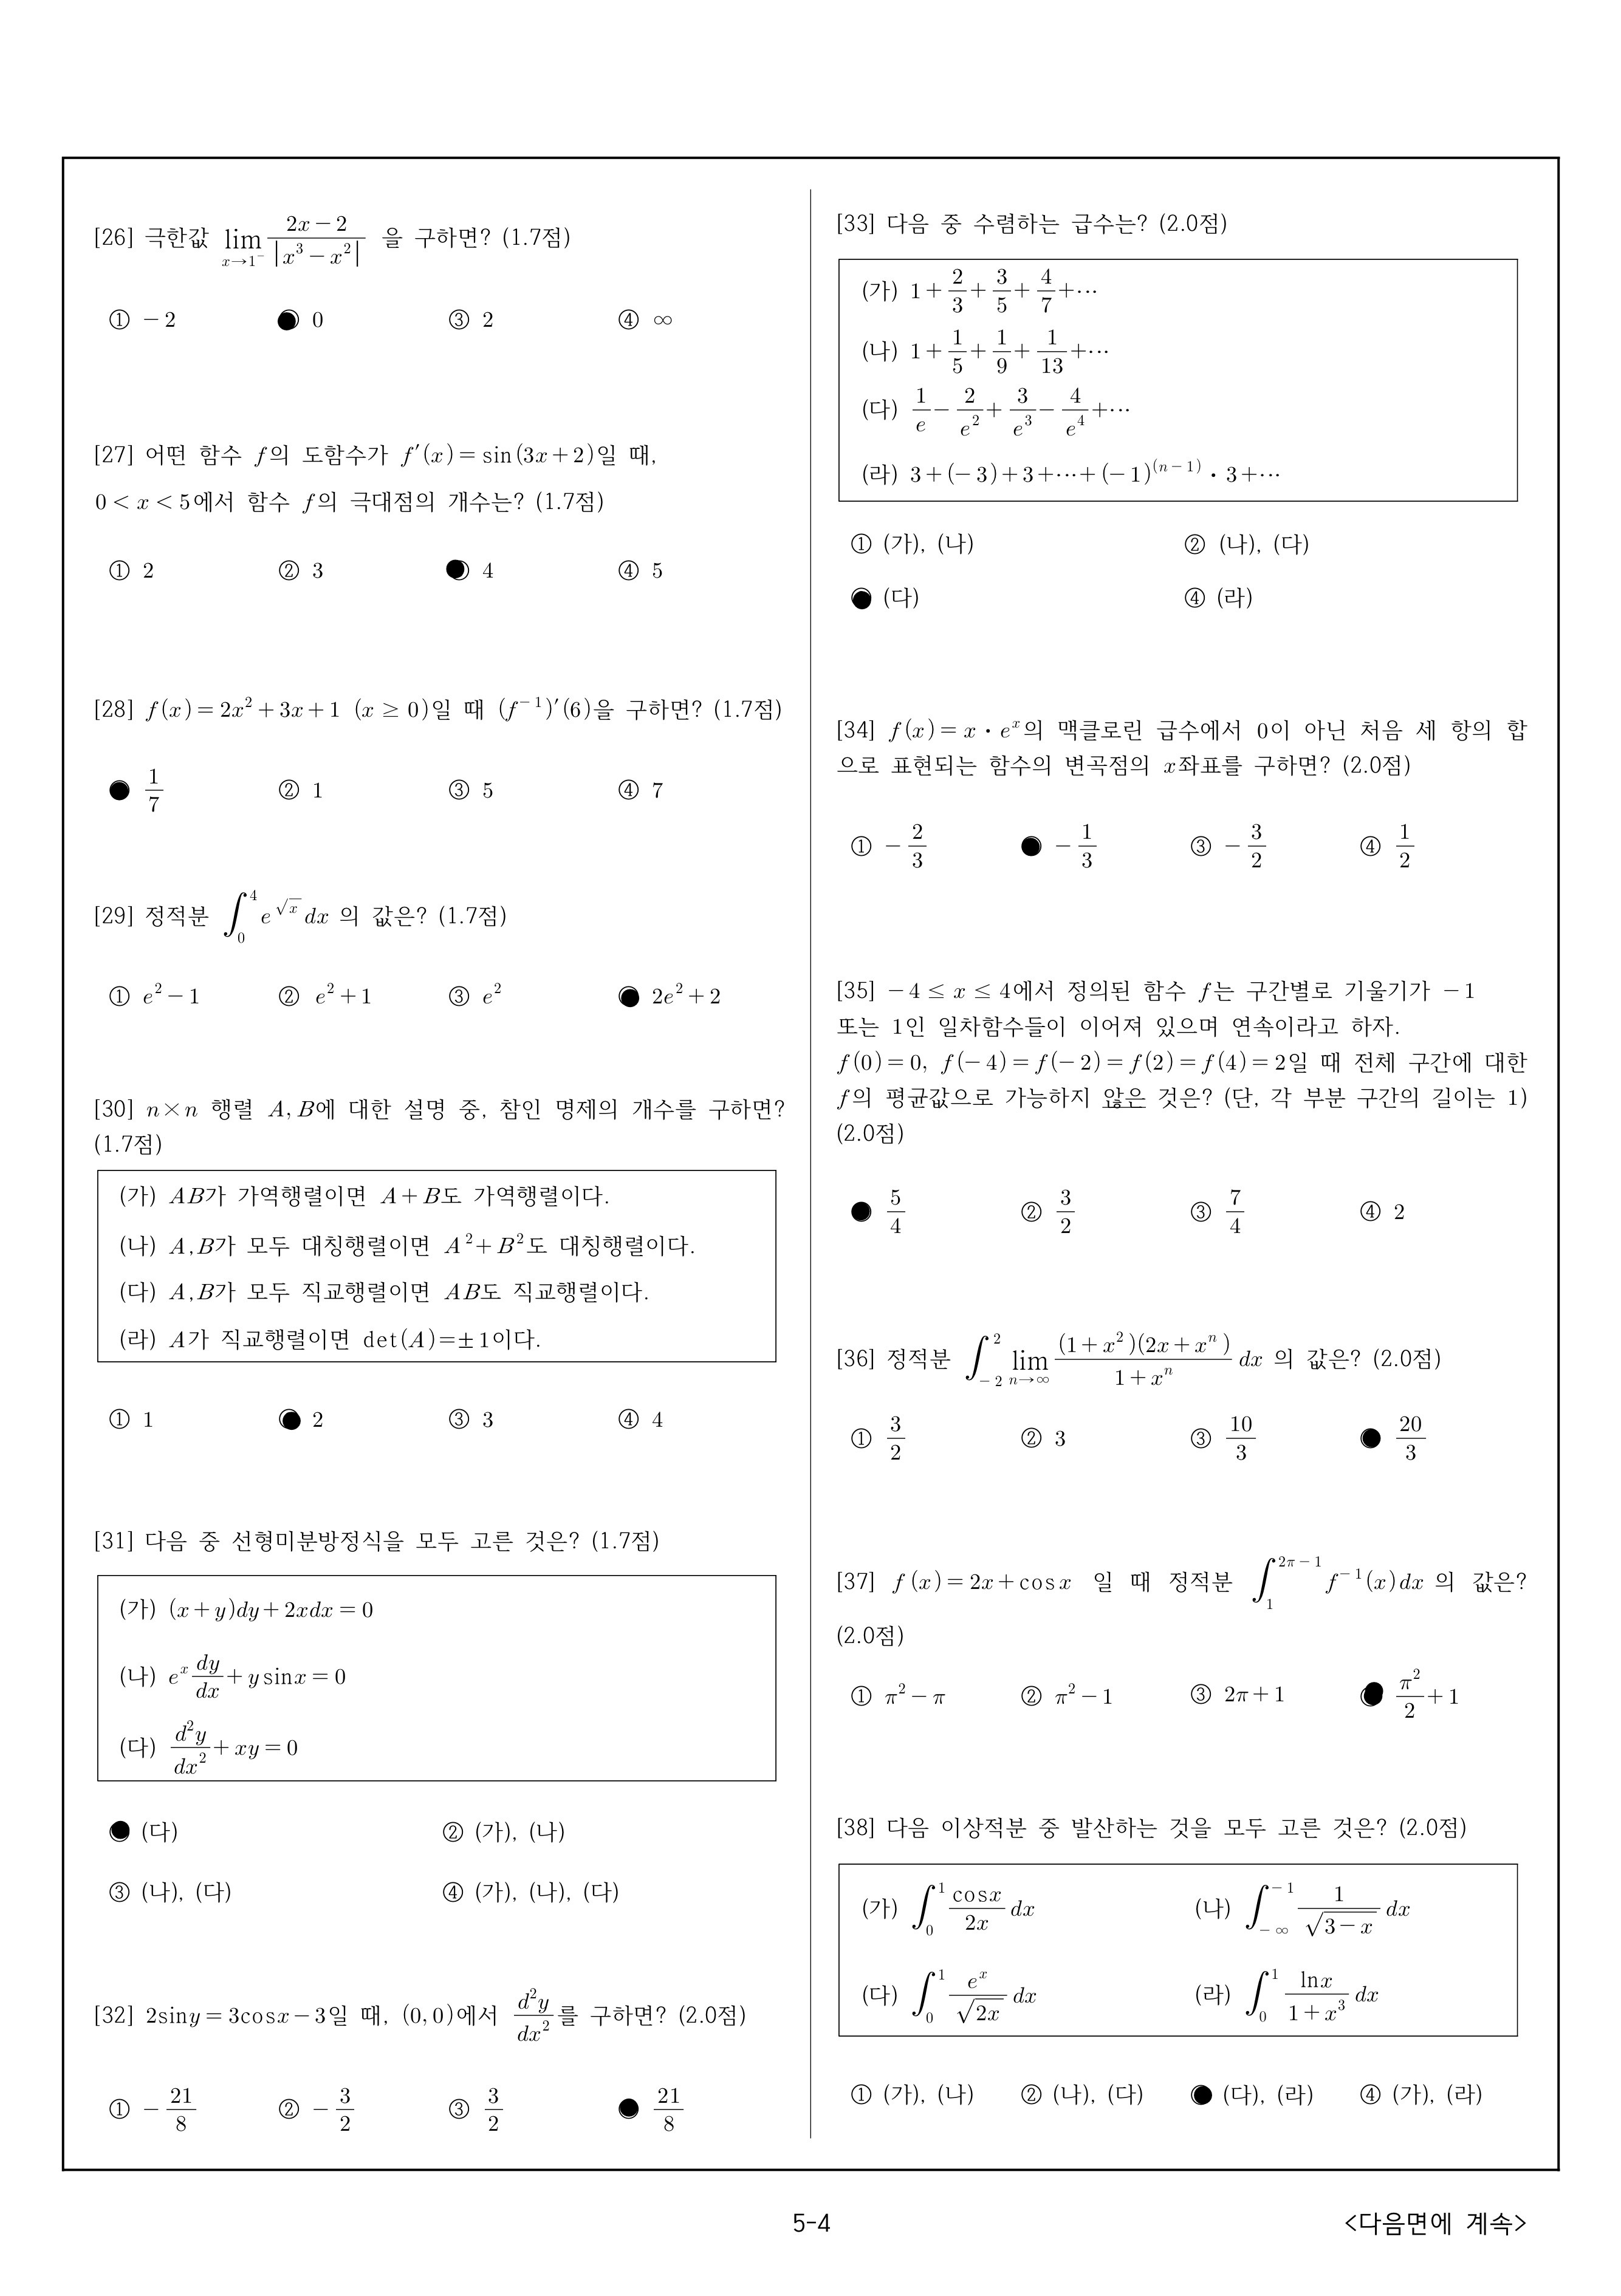 [26] 극한값 $\lim_{x \to 1^-} \frac{2x-2}{|x^3-x^2|}$ 을 구하면? (1.7점)
① −2 ● 0 ③ 2 ④ ∞
[27] 어떤 함수 $f$의 도함수가 $f'(x)=\sin(3x+2)$일 때,
$0<x<5$에서 함수 $f$의 극대점의 개수는? (1.7점)
① 2 ② 3 ● 4 ④ 5
[28] $f(x)=2x^2+3x+1$ $(x \geq 0)$일 때 $(f^{-1})'(6)$을 구하면? (1.7점)
● $\frac{1}{7}$ ② 1 ③ 5 ④ 7
[29] 정적분 $\int_0^4 e^{\sqrt{x}}dx$ 의 값은? (1.7점)
① $e^2-1$ ② $e^2+1$ ③ $e^2$ ● $2e^2+2$
[30] $n \times n$ 행렬 $A, B$에 대한 설명 중, 참인 명제의 개수를 구하면?
(1.7점)
(가) $AB$가 가역행렬이면 $A+B$도 가역행렬이다.
(나) $A, B$가 모두 대칭행렬이면 $A^2+B^2$도 대칭행렬이다.
(다) $A, B$가 모두 직교행렬이면 $AB$도 직교행렬이다.
(라) $A$가 직교행렬이면 det($A$)=±1이다.
① 1 ● 2 ③ 3 ④ 4
[31] 다음 중 선형미분방정식을 모두 고른 것은? (1.7점)
(가) $(x+y)dy+2xdx=0$
(나) $e^x\frac{dy}{dx}+y\sin x=0$
(다) $\frac{d^2y}{dx^2}+xy=0$
● (다) ② (가), (나)
③ (나), (다) ④ (가), (나), (다)
[32] $2\sin y=3\cos x-3$일 때, $(0,0)$에서 $\frac{d^2y}{dx^2}$를 구하면? (2.0점)
① $-\frac{21}{8}$ ② $-\frac{3}{2}$ ③ $\frac{3}{2}$ ● $\frac{21}{8}$
[33] 다음 중 수렴하는 급수는? (2.0점)
(가) $1+\frac{2}{3}+\frac{3}{5}+\frac{4}{7}+\cdots$
(나) $1+\frac{1}{5}+\frac{1}{9}+\frac{1}{13}+\cdots$
(다) $\frac{1}{e}-\frac{2}{e^2}+\frac{3}{e^3}-\frac{4}{e^4}+\cdots$
(라) $3+(-3)+3+\cdots+(-1)^{(n-1)}\cdot 3+\cdots$
① (가), (나) ② (나), (다)
● (다) ④ (라)
[34] $f(x)=x \cdot e^x$의 맥클로린 급수에서 0이 아닌 처음 세 항의 합
으로 표현되는 함수의 변곡점의 $x$좌표를 구하면? (2.0점)
① $-\frac{2}{3}$ ● $-\frac{1}{3}$ ③ $-\frac{3}{2}$ ④ $\frac{1}{2}$
[35] $-4 \leq x \leq 4$에서 정의된 함수 $f$는 구간별로 기울기가 −1
또는 1인 일차함수들이 이어져 있으며 연속이라고 하자.
$f(0)=0$, $f(-4)=f(-2)=f(2)=f(4)=2$일 때 전체 구간에 대한
$f$의 평균값으로 가능하지 않은 것은? (단, 각 부분 구간의 길이는 1)
(2.0점)
● $\frac{5}{4}$ ② $\frac{3}{2}$ ③ $\frac{7}{4}$ ④ 2
[36] 정적분 $\int_{-2}^{2} \lim_{n \to \infty} \frac{(1+x^2)(2x+x^n)}{1+x^n}dx$ 의 값은? (2.0점)
① $\frac{3}{2}$ ② 3 ③ $\frac{10}{3}$ ● $\frac{20}{3}$
[37] $f(x)=2x+\cos x$ 일 때 정적분 $\int_1^{2\pi-1} f^{-1}(x)dx$ 의 값은?
(2.0점)
① $\pi^2-\pi$ ② $\pi^2-1$ ③ $2\pi+1$ ● $\frac{\pi^2}{2}+1$
[38] 다음 이상적분 중 발산하는 것을 모두 고른 것은? (2.0점)
(가) $\int_0^1 \frac{\cos x}{2x}dx$ (나) $\int_{-\infty}^{-1} \frac{1}{\sqrt{3-x}}dx$
(다) $\int_0^1 \frac{e^x}{\sqrt{2x}}dx$ (라) $\int_0^1 \frac{\ln x}{1+x^3}dx$
① (가), (나) ② (나), (다) ● (다), (라) ④ (가), (라)
5-4
<다음면에 계속>